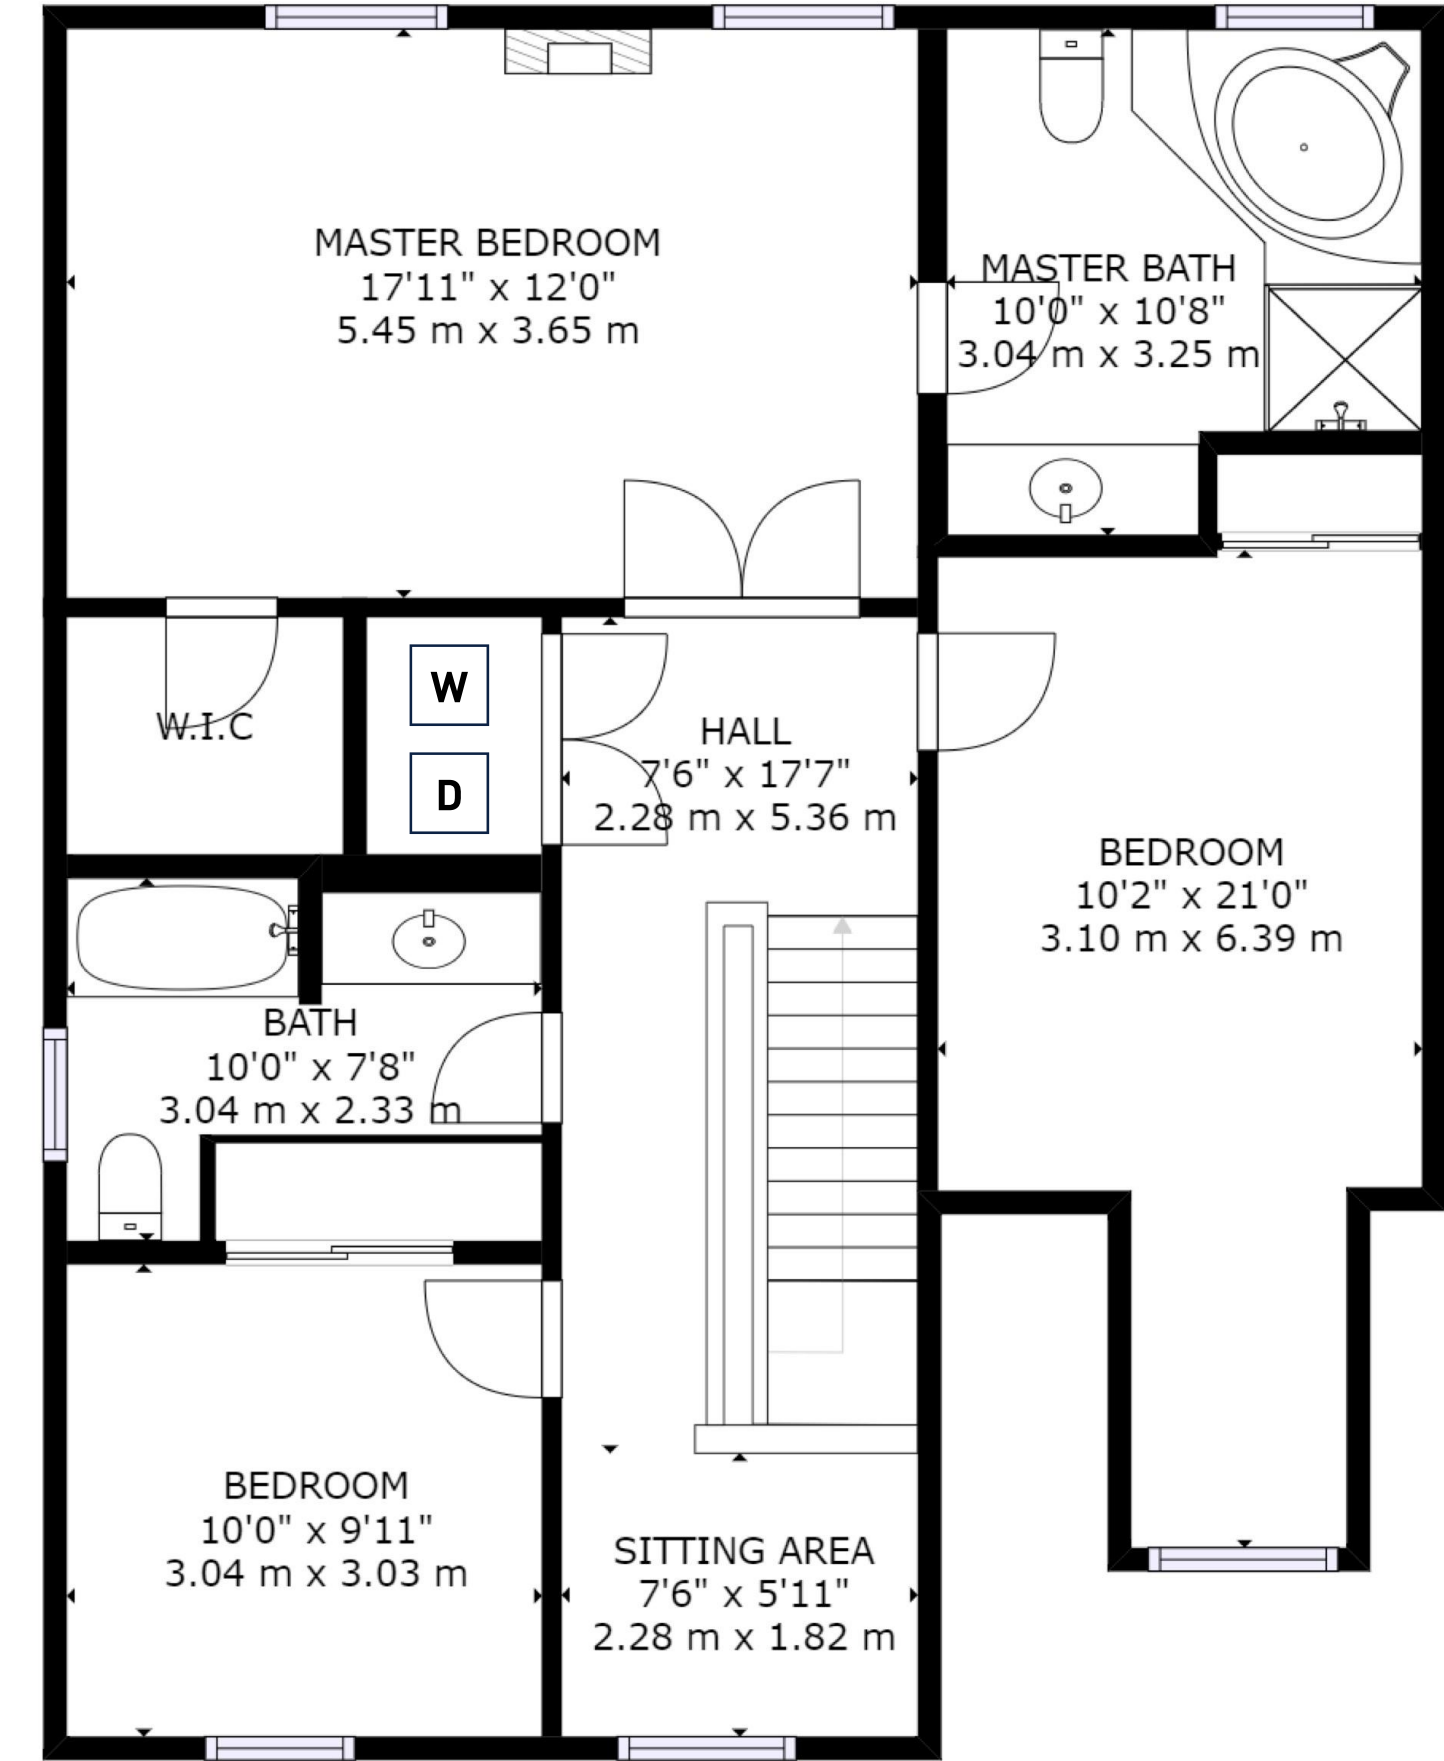 MASTER BEDROOM
17'11" x 12'0"
5.45 m x 3.65 m
MASTER BATH
10'0" x 10'8"
3.04 m x 3.25 m
W.I.C
W
D
HALL
7'6" x 17'7"
2.28 m x 5.36 m
BEDROOM
10'2" x 21'0"
3.10 m x 6.39 m
BATH
10'0" x 7'8"
3.04 m x 2.33 m
BEDROOM
10'0" x 9'11"
3.04 m x 3.03 m
SITTING AREA
7'6" x 5'11"
2.28 m x 1.82 m